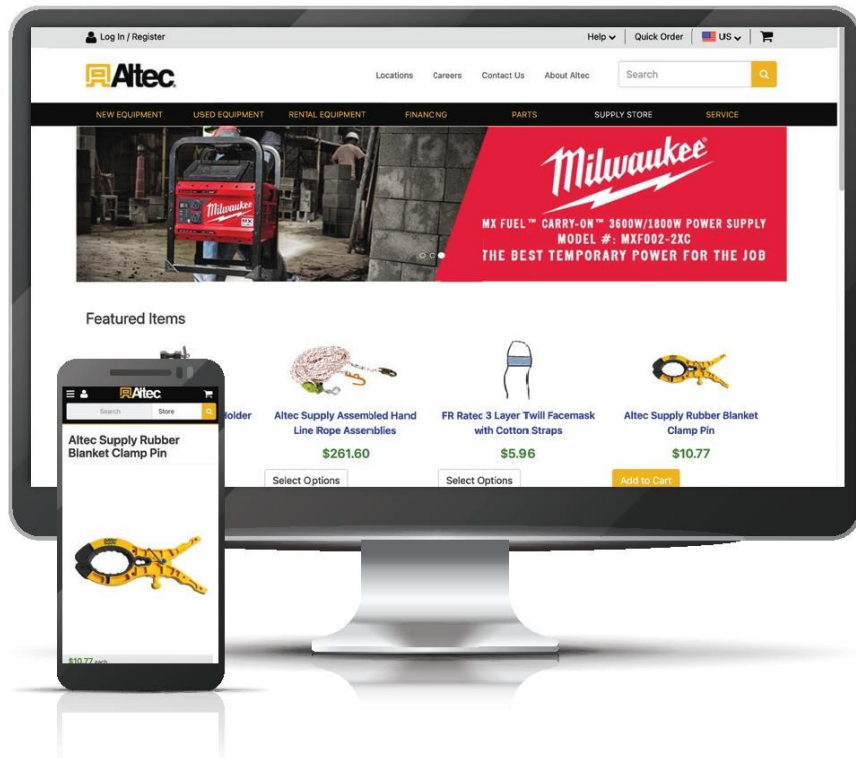 Log In / Register
Help
Quick Order
US
Altec
Locations
Careers
Contact Us
About Altec
Search
NEW EQUIPMENT
USED EQUIPMENT
RENTAL EQUIPMENT
FINANCNG
PARTS
SUPPLY STORE
SERVICE
Milwaukee
Milwaukee
MX FUEL™ CARRY-ON™ 3600W/1800W POWER SUPPLY
MODEL #: MXF002-2XC
THE BEST TEMPORARY POWER FOR THE JOB
Featured Items
Holder
Altec Supply Assembled Hand
Line Rope Assemblies
$261.60
Select Options
FR Ratec 3 Layer Twill Facemask
with Cotton Straps
$5.96
Select Options
Altec Supply Rubber Blanket
Clamp Pin
$10.77
Add to Cart
Altec
Search
Store
Altec Supply Rubber
Blanket Clamp Pin
$10.77 each